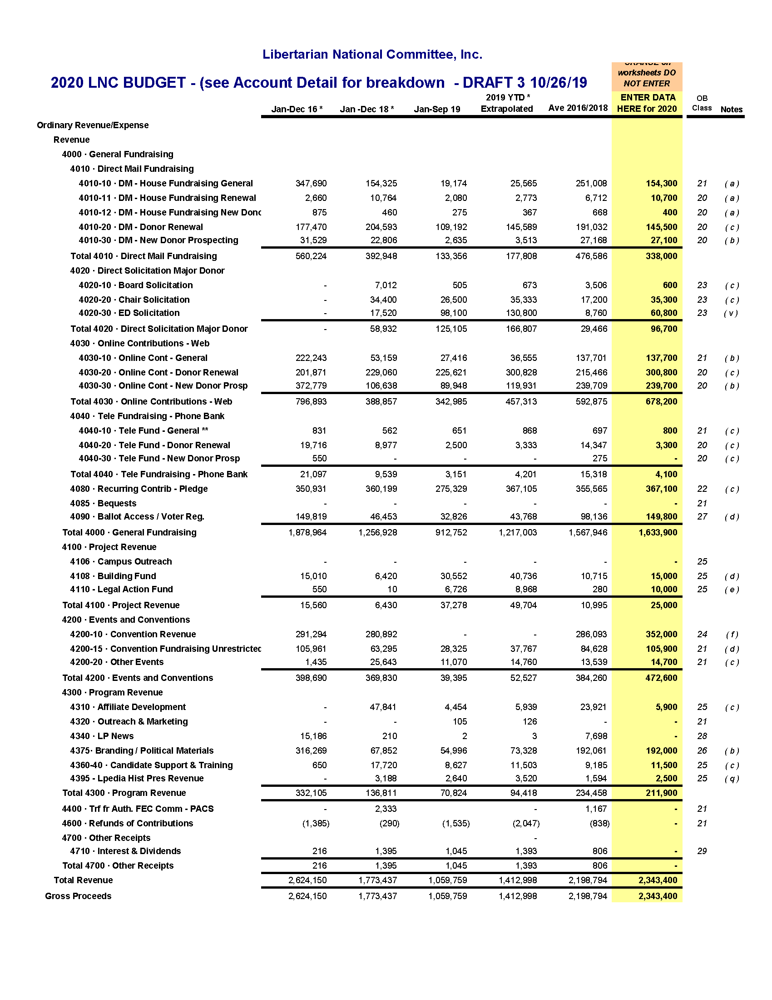 Libertarian National Committee, Inc.
worksheets DO
NOT ENTER
2020 LNC BUDGET - (see Account Detail for breakdown - DRAFT 3 10/26/19
Jan-Dec 16 * Jan -Dec 18 * Jan-Sep 19 2019 YTD * Extrapolated Ave 2016/2018 ENTER DATA HERE for 2020 OB Class Notes
Ordinary Revenue/Expense
Revenue
4000 · General Fundraising
4010 · Direct Mail Fundraising
4010-10 · DM - House Fundraising General 347,690 154,325 19,174 25,565 251,008 154,300 21 ( a )
4010-11 · DM - House Fundraising Renewal 2,660 10,764 2,080 2,773 6,712 10,700 20 ( a )
4010-12 · DM - House Fundraising New Donc 875 460 275 367 668 400 20 ( a )
4010-20 · DM - Donor Renewal 177,470 204,593 109,192 145,589 191,032 145,500 20 ( c )
4010-30 · DM - New Donor Prospecting 31,529 22,806 2,635 3,513 27,168 27,100 20 ( b )
Total 4010 · Direct Mail Fundraising 560,224 392,948 133,356 177,808 476,586 338,000
4020 · Direct Solicitation Major Donor
4020-10 · Board Solicitation - 7,012 505 673 3,506 600 23 ( c )
4020-20 · Chair Solicitation - 34,400 26,500 35,333 17,200 35,300 23 ( c )
4020-30 · ED Solicitation - 17,520 98,100 130,800 8,760 60,800 23 ( v )
Total 4020 · Direct Solicitation Major Donor - 58,932 125,105 166,807 29,466 96,700
4030 · Online Contributions - Web
4030-10 · Online Cont - General 222,243 53,159 27,416 36,555 137,701 137,700 21 ( b )
4030-20 · Online Cont - Donor Renewal 201,871 229,060 225,621 300,828 215,466 300,800 20 ( c )
4030-30 · Online Cont - New Donor Prosp 372,779 106,638 89,948 119,931 239,709 239,700 20 ( b )
Total 4030 · Online Contributions - Web 796,893 388,857 342,985 457,313 592,875 678,200
4040 · Tele Fundraising - Phone Bank
4040-10 · Tele Fund - General ** 831 562 651 868 697 800 21 ( c )
4040-20 · Tele Fund - Donor Renewal 19,716 8,977 2,500 3,333 14,347 3,300 20 ( c )
4040-30 · Tele Fund - New Donor Prosp 550 - - - 275 - 20 ( c )
Total 4040 · Tele Fundraising - Phone Bank 21,097 9,539 3,151 4,201 15,318 4,100
4080 · Recurring Contrib - Pledge 350,931 360,199 275,329 367,105 355,565 367,100 22 ( c )
4085 · Bequests - - - - - - 21
4090 · Ballot Access / Voter Reg. 149,819 46,453 32,826 43,768 98,136 149,800 27 ( d )
Total 4000 · General Fundraising 1,878,964 1,256,928 912,752 1,217,003 1,567,946 1,633,900
4100 · Project Revenue
4106 · Campus Outreach - - - - - - 25
4108 · Building Fund 15,010 6,420 30,552 40,736 10,715 15,000 25 ( d )
4110 - Legal Action Fund 550 10 6,726 8,968 280 10,000 25 ( e )
Total 4100 · Project Revenue 15,560 6,430 37,278 49,704 10,995 25,000
4200 · Events and Conventions
4200-10 · Convention Revenue 291,294 280,892 - - 286,093 352,000 24 ( f )
4200-15 · Convention Fundraising Unrestricted 105,961 63,295 28,325 37,767 84,628 105,900 21 ( d )
4200-20 · Other Events 1,435 25,643 11,070 14,760 13,539 14,700 21 ( c )
Total 4200 · Events and Conventions 398,690 369,830 39,395 52,527 384,260 472,600
4300 · Program Revenue
4310 · Affiliate Development - 47,841 4,454 5,939 23,921 5,900 25 ( c )
4320 · Outreach & Marketing - - 105 126 - - 21
4340 · LP News 15,186 210 2 3 7,698 - 28
4375· Branding / Political Materials 316,269 67,852 54,996 73,328 192,061 192,000 26 ( b )
4360-40 · Candidate Support & Training 650 17,720 8,627 11,503 9,185 11,500 25 ( c )
4395 - Lpedia Hist Pres Revenue - 3,188 2,640 3,520 1,594 2,500 25 ( q )
Total 4300 · Program Revenue 332,105 136,811 70,824 94,418 234,458 211,900
4400 · Trf fr Auth. FEC Comm - PACS - 2,333 - 1,167 - 21
4600 · Refunds of Contributions (1,385) (290) (1,535) (2,047) (838) - 21
4700 · Other Receipts -
4710 · Interest & Dividends 216 1,395 1,045 1,393 806 - 29
Total 4700 · Other Receipts 216 1,395 1,045 1,393 806 -
Total Revenue 2,624,150 1,773,437 1,059,759 1,412,998 2,198,794 2,343,400
Gross Proceeds 2,624,150 1,773,437 1,059,759 1,412,998 2,198,794 2,343,400